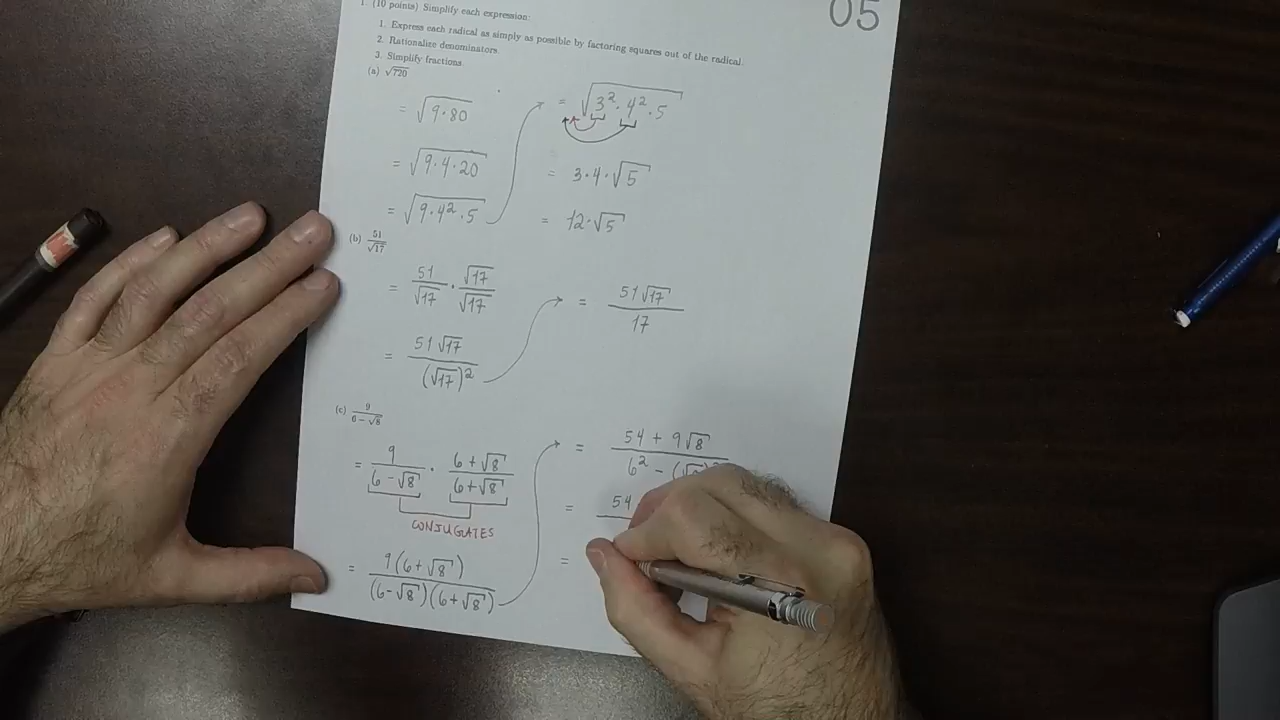 05
1. (10 points) Simplify each expression:
1. Express each radical as simply as possible by factoring squares out of the radical.
2. Rationalize denominators.
3. Simplify fractions.
(a) √720
= √(9·80)
= √(9·4·20)
= √(9·4²·5)
= √(3²·4²·5)
= 3·4·√5
= 12·√5
(b) 51/√17
= 51/√17 · √17/√17
= 51√17/(√17)²
= 51√17/17
(c) 9/(6-√8)
= 9/(6-√8) · (6+√8)/(6+√8)
CONJUGATES
= 9(6+√8)/(6-√8)(6+√8)
= 54 + 9√8
6² - (√
= 54
=